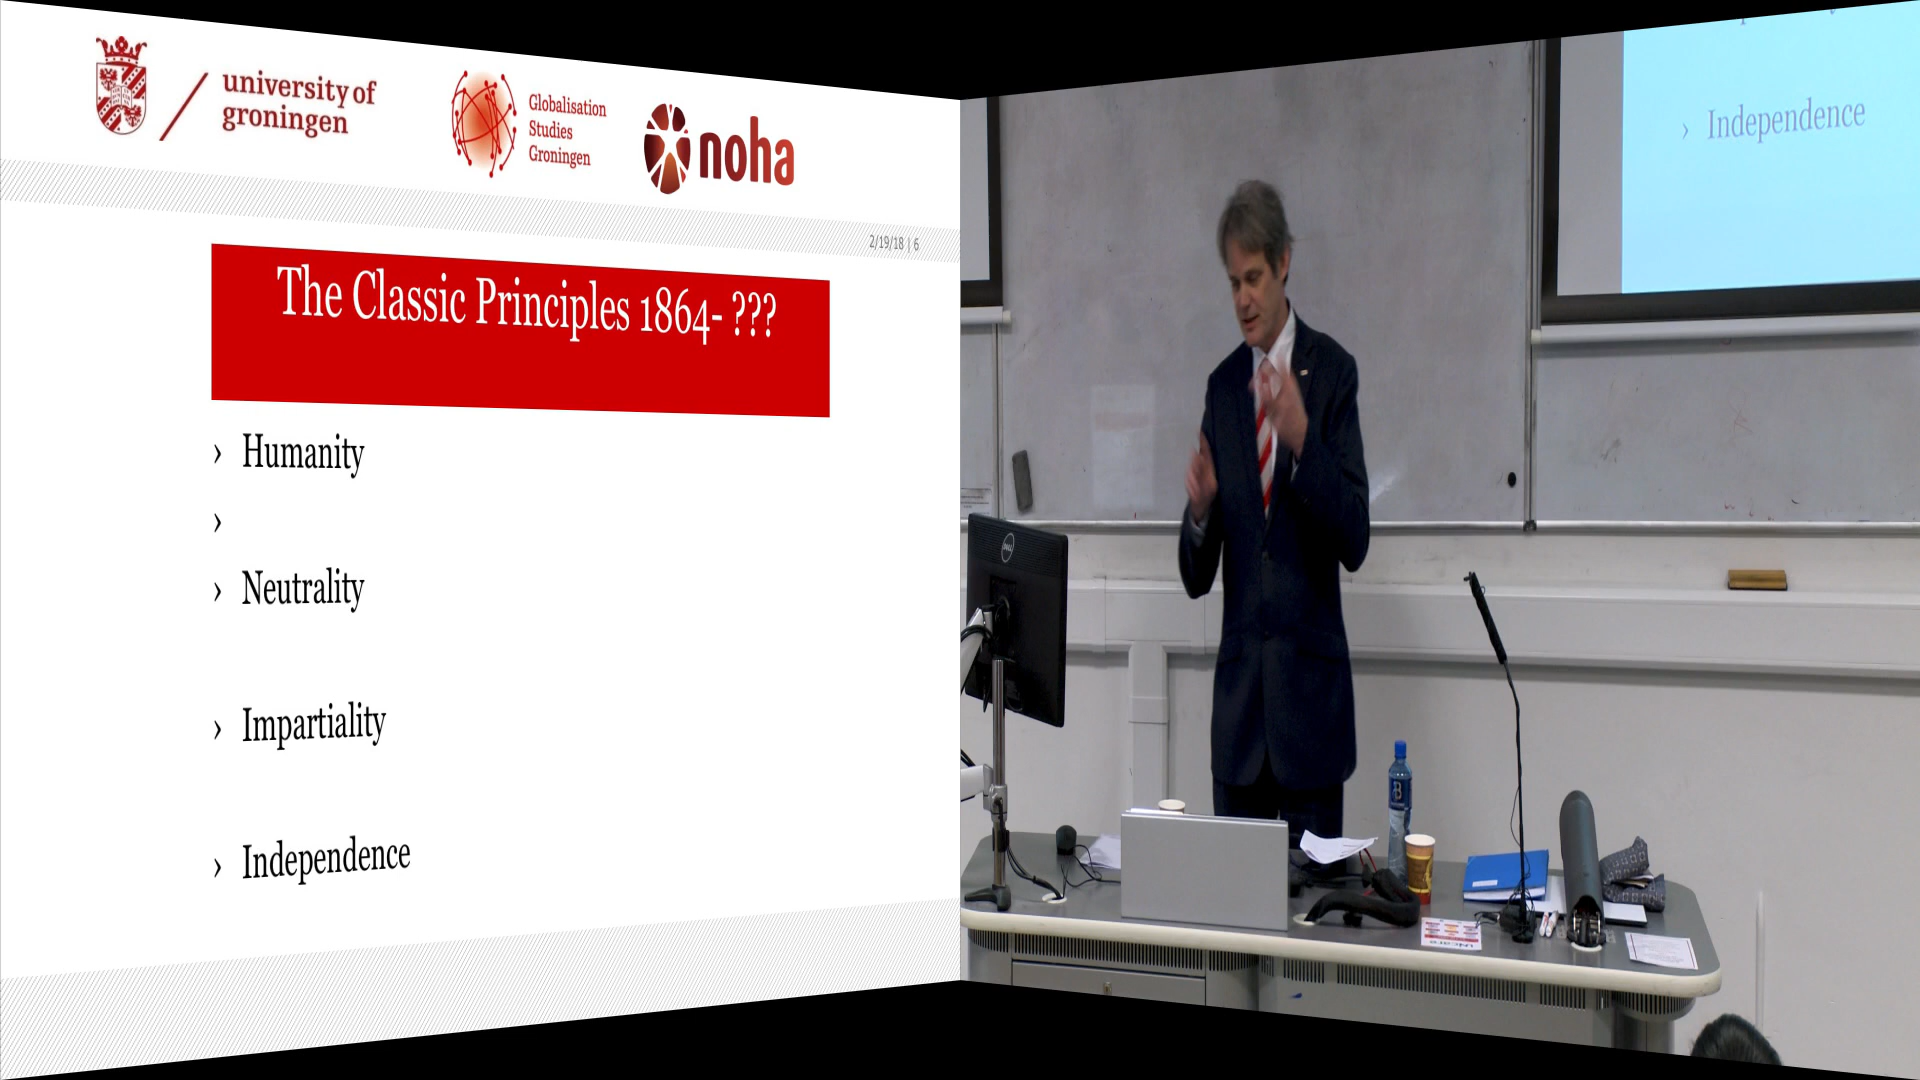 university of
groningen
Globalisation
Studies
Groningen
noha
2/19/18 | 6
The Classic Principles 1864- ???
› Humanity
›
› Neutrality
› Impartiality
› Independence
› Independence
DELL
B